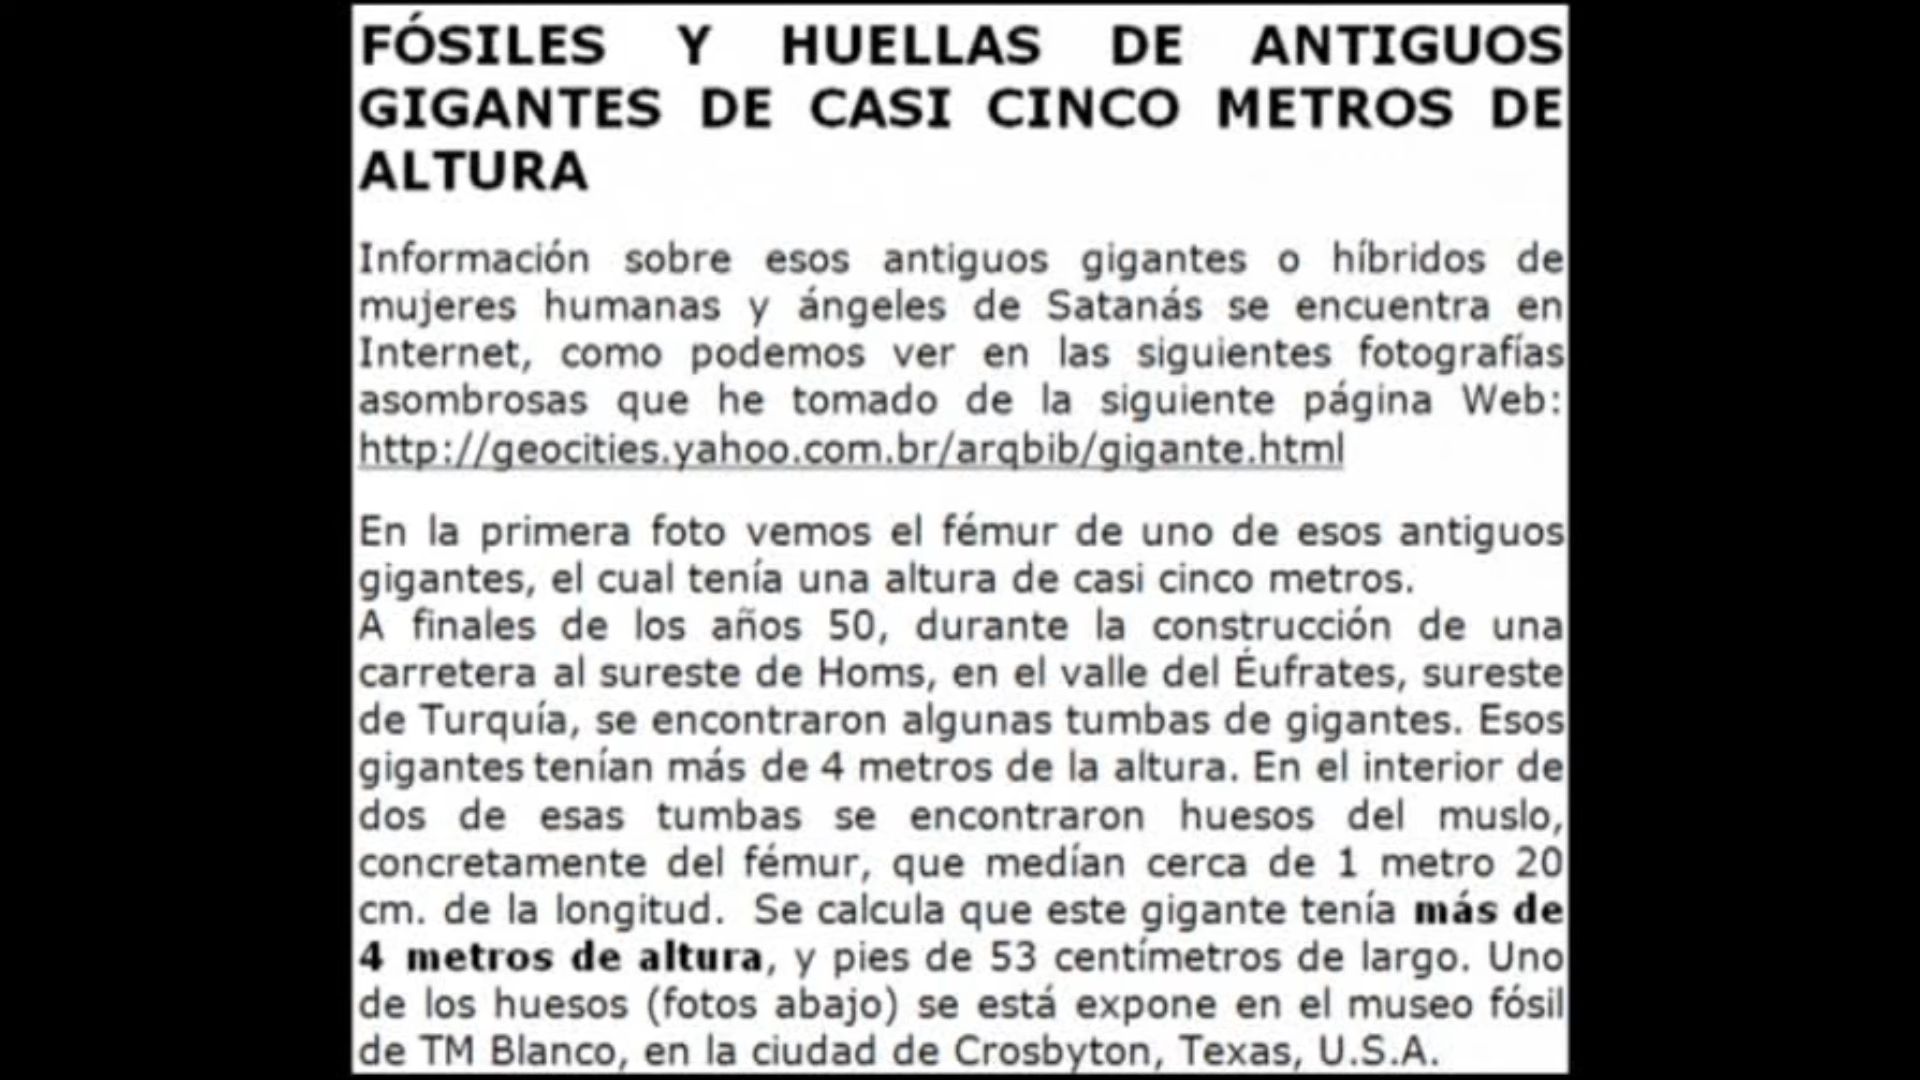 FÓSILES Y HUELLAS DE ANTIGUOS
GIGANTES DE CASI CINCO METROS DE
ALTURA
Información sobre esos antiguos gigantes o híbridos de
mujeres humanas y ángeles de Satanás se encuentra en
Internet, como podemos ver en las siguientes fotografías
asombrosas que he tomado de la siguiente página Web:
http://geocities.yahoo.com.br/arqbib/gigante.html
En la primera foto vemos el fémur de uno de esos antiguos
gigantes, el cual tenía una altura de casi cinco metros.
A finales de los años 50, durante la construcción de una
carretera al sureste de Homs, en el valle del Éufrates, sureste
de Turquía, se encontraron algunas tumbas de gigantes. Esos
gigantes tenían más de 4 metros de la altura. En el interior de
dos de esas tumbas se encontraron huesos del muslo,
concretamente del fémur, que medían cerca de 1 metro 20
cm. de la longitud. Se calcula que este gigante tenía más de
4 metros de altura, y pies de 53 centímetros de largo. Uno
de los huesos (fotos abajo) se está expone en el museo fósil
de TM Blanco, en la ciudad de Crosbyton, Texas, U.S.A.